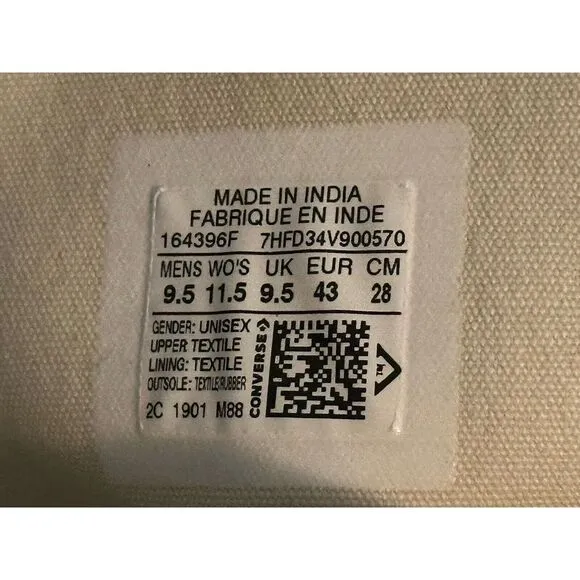 MADE IN INDIA
FABRIQUE EN INDE
164396F 7HFD34V900570
MENS WO'S UK EUR CM
9.5 11.5 9.5 43 28
GENDER: UNISEX
UPPER: TEXTILE
LINING: TEXTILE
OUTSOLE: TEXTILE/RUBBER
2C 1901 M88
CONVERSE